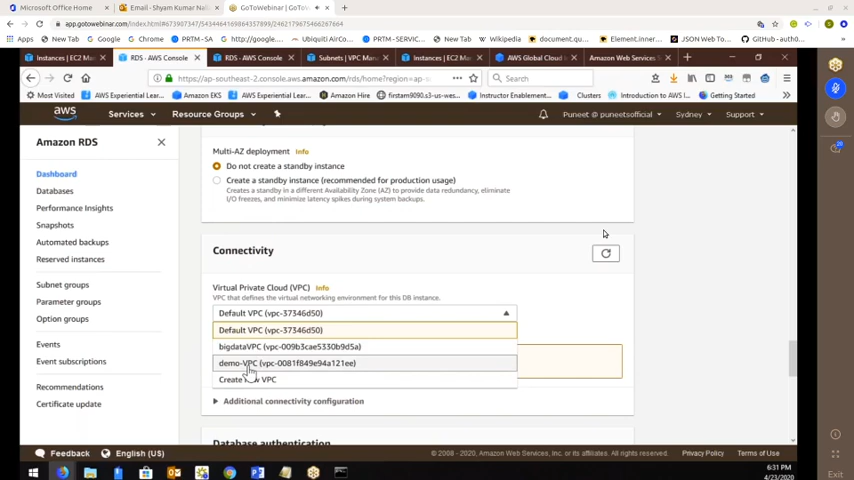 Microsoft Office Home
Email - Shyam Kumar Nal
GoToWebinar | GoT
app.gotowebinar.com/index.html#673907347/5434461698643579393/2462179675466267664
Apps
New Tab
Google
Chrome
PRTM - SERVIC...
http://google.com/
Ubiquiti AirCo...
PRTM -SERVICE...
New Tab
Wikipedia
document.qu...
Element.inner...
JSON Web To...
GitHub - auth0/...
Instances | EC2 Man
RDS · AWS Console
RDS · AWS Console
Subnets | VPC Man
Instances | EC2 Man
AWS Global Cloud In
Amazon Web Services
https://ap-southeast-2.console.aws.amazon.com/rds/home?region=ap-
Search
Most Visited
AWS Experiential Lear...
Amazon EKS
AWS Experiential Lear...
Amazon Hire
firstam9090.s3-us-wes...
Instructor Enablement...
Clusters
Introduction to AWS I...
Getting Started
aws
Services
Resource Groups
Puneet @ puneetsofficial
Sydney
Support
Amazon RDS
Dashboard
Databases
Performance Insights
Snapshots
Automated backups
Reserved instances
Subnet groups
Parameter groups
Option groups
Events
Event subscriptions
Recommendations
Certificate update
Multi-AZ deployment Info
Do not create a standby instance
Create a standby instance (recommended for production usage)
Creates a standby in a different Availability Zone (AZ) to provide data redundancy, eliminate
I/O freezes, and minimize latency spikes during system backups.
Connectivity
Virtual Private Cloud (VPC) Info
VPC that defines the virtual networking environment for this DB instance.
Default VPC (vpc-37346d50)
Default VPC (vpc-37346d50)
bigdataVPC (vpc-009b3cae5330b9d5a)
demo-VPC (vpc-0081f849e94a121ee)
Create VPC
Additional connectivity configuration
Database authentication
Feedback
English (US)
© 2008 - 2020, Amazon Web Services, Inc. or its affiliates. All rights reserved.
Privacy Policy
Terms of Use
6:31 PM
4/23/2020
Exit